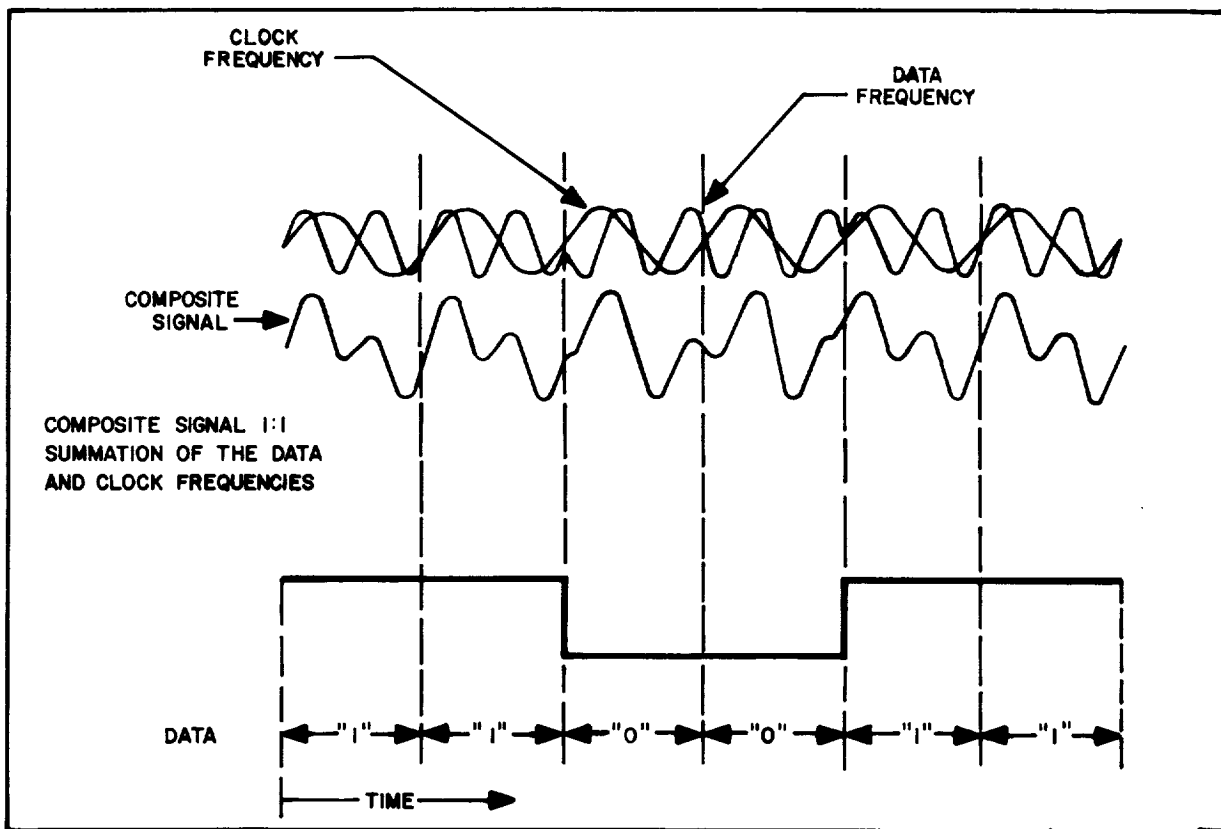 CLOCK
FREQUENCY
DATA
FREQUENCY
COMPOSITE
SIGNAL
COMPOSITE SIGNAL 1:1
SUMMATION OF THE DATA
AND CLOCK FREQUENCIES
DATA
"1" "1" "0" "0" "1" "1"
TIME